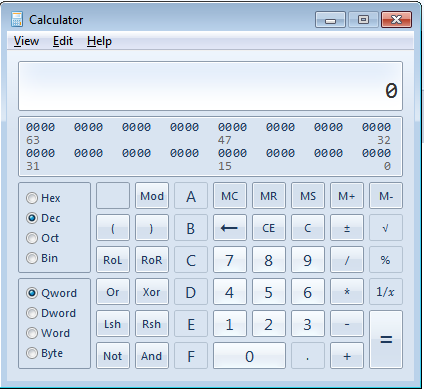 Calculator
View Edit Help
0
0000 0000 0000 0000 0000 0000 0000 0000
63 47 32
0000 0000 0000 0000 0000 0000 0000 0000
31 15 0
Hex Mod A MC MR MS M+ M-
Dec ( ) B ← CE C ± √
Oct RoL RoR C 7 8 9 / %
Bin
Qword Or Xor D 4 5 6 * 1/x
Dword
Word Lsh Rsh E 1 2 3 - =
Byte Not And F 0 . +